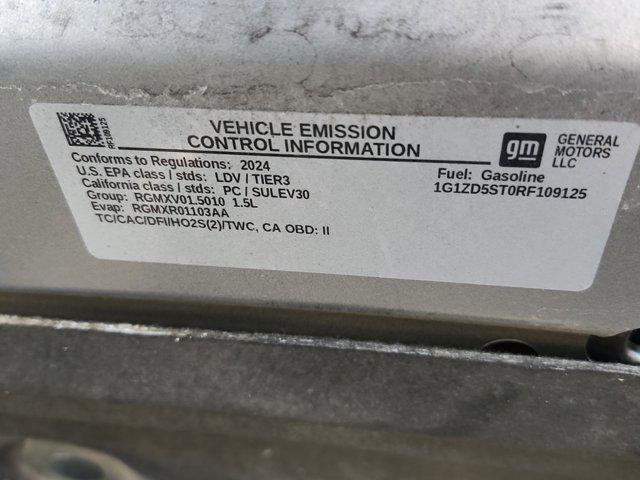 RF109125
VEHICLE EMISSION
CONTROL INFORMATION
gm
GENERAL
MOTORS
LLC
Conforms to Regulations: 2024
U.S. EPA class / stds: LDV / TIER3
California class / stds: PC / SULEV30
Group: RGMXV01.5010 1.5L
Evap: RGMXR01103AA
TC/CAC/DFI/HO2S(2)/TWC, CA OBD: II
Fuel: Gasoline
1G1ZD5ST0RF109125